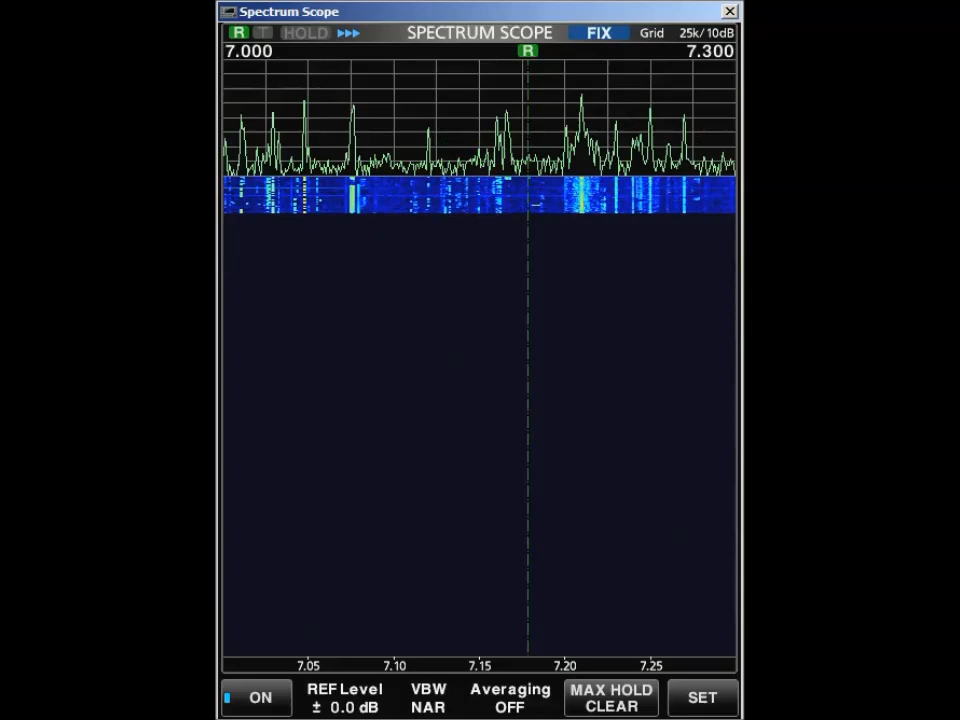 Spectrum Scope
R T HOLD SPECTRUM SCOPE FIX Grid 25k/10dB
7.000 R 7.300
7.05 7.10 7.15 7.20 7.25
ON REF Level VBW Averaging MAX HOLD SET
± 0.0 dB NAR OFF CLEAR